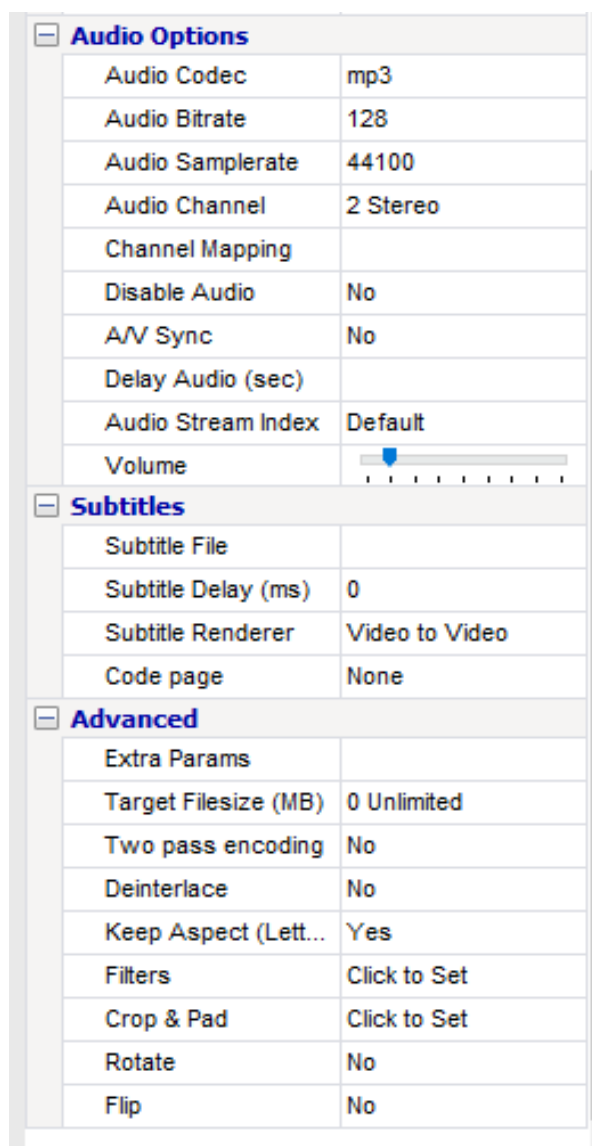 Audio Options
Audio Codec mp3
Audio Bitrate 128
Audio Samplerate 44100
Audio Channel 2 Stereo
Channel Mapping
Disable Audio No
A/V Sync No
Delay Audio (sec)
Audio Stream Index Default
Volume
Subtitles
Subtitle File
Subtitle Delay (ms) 0
Subtitle Renderer Video to Video
Code page None
Advanced
Extra Params
Target Filesize (MB) 0 Unlimited
Two pass encoding No
Deinterlace No
Keep Aspect (Lett... Yes
Filters Click to Set
Crop & Pad Click to Set
Rotate No
Flip No